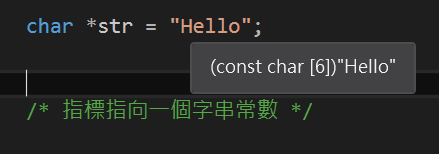 char *str = "Hello";
(const char [6])"Hello"
/* 指標指向一個字串常數 */